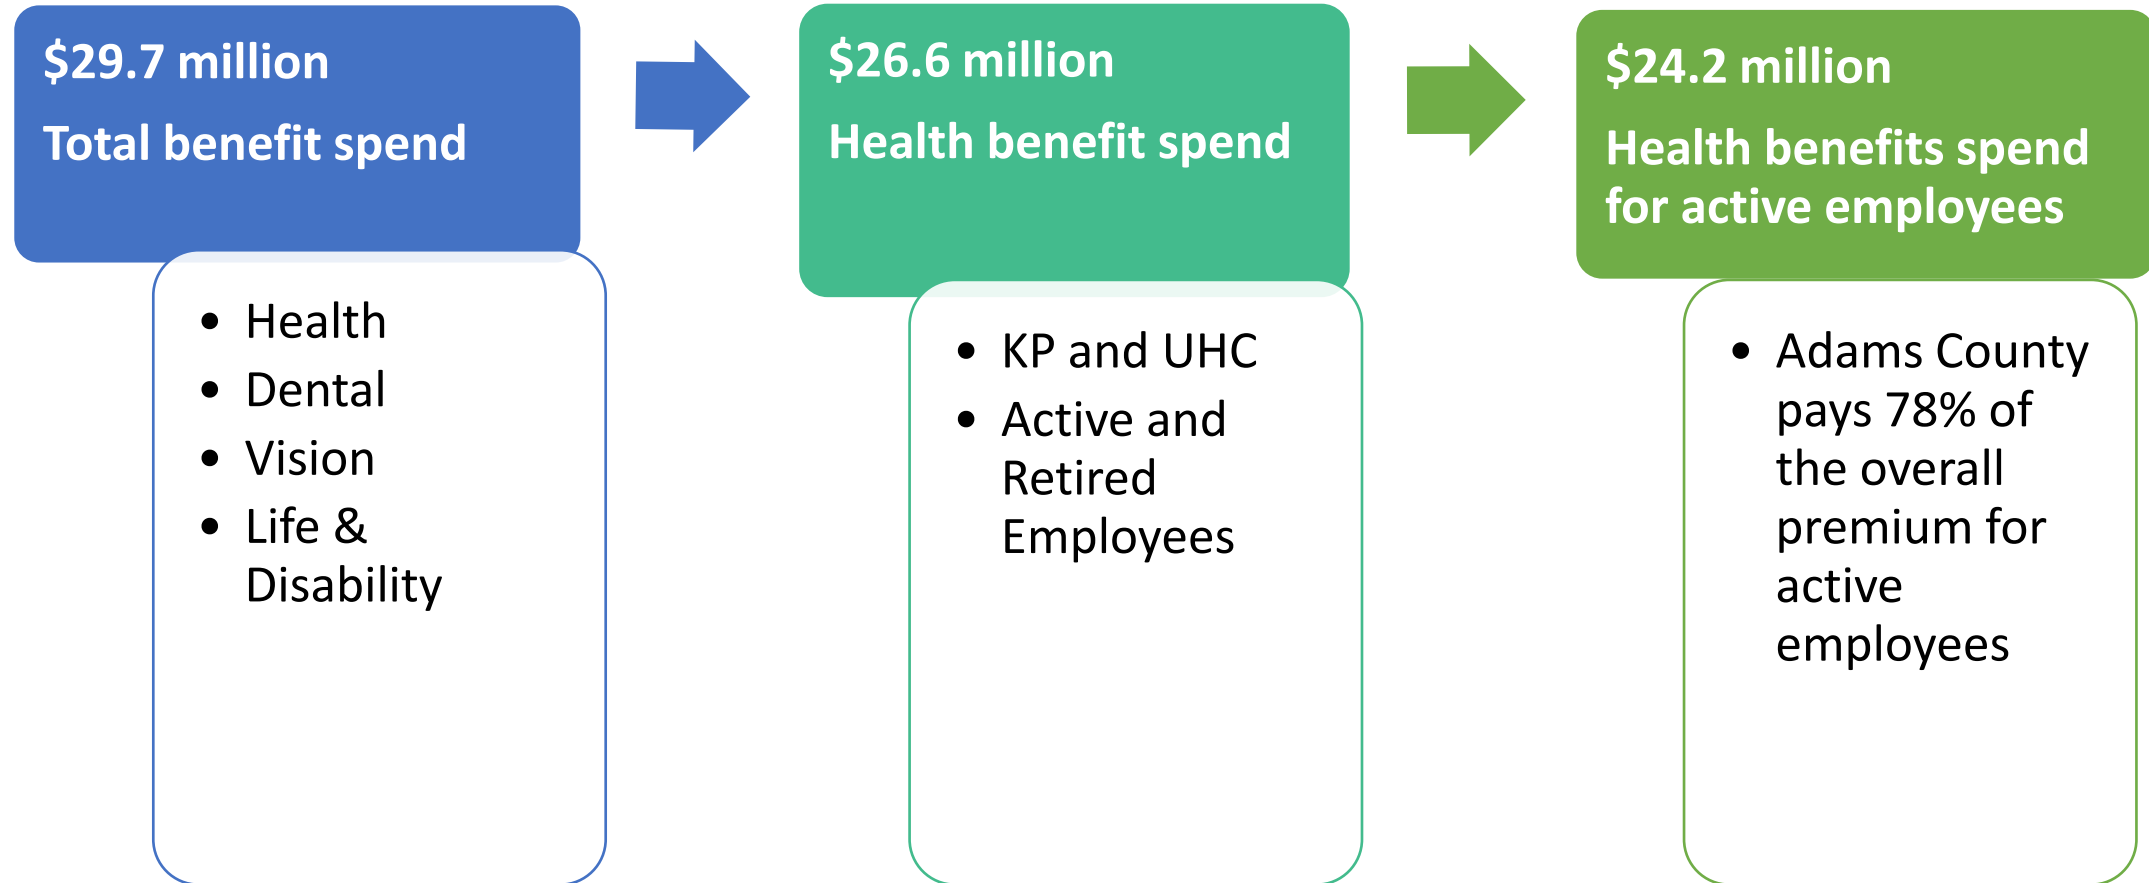 $29.7 million
Total benefit spend
• Health
• Dental
• Vision
• Life &
Disability
$26.6 million
Health benefit spend
• KP and UHC
• Active and
Retired
Employees
$24.2 million
Health benefits spend
for active employees
• Adams County
pays 78% of
the overall
premium for
active
employees